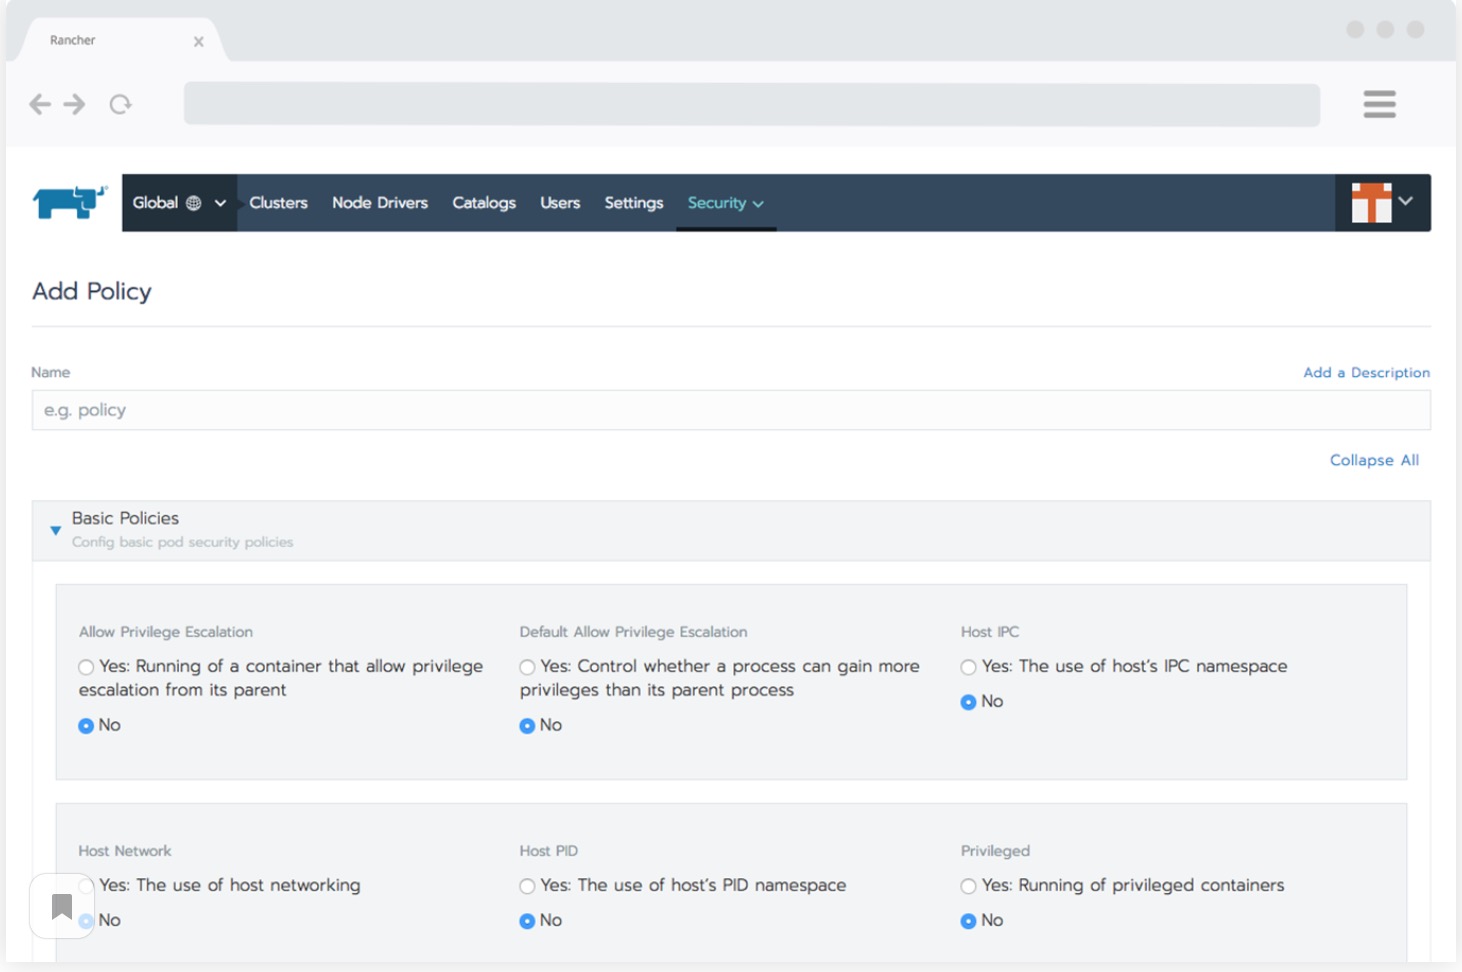 Rancher x
Global Clusters Node Drivers Catalogs Users Settings Security
Add Policy
Name Add a Description
e.g. policy
Collapse All
Basic Policies
Config basic pod security policies
Allow Privilege Escalation
Yes: Running of a container that allow privilege
escalation from its parent
No
Default Allow Privilege Escalation
Yes: Control whether a process can gain more
privileges than its parent process
No
Host IPC
Yes: The use of host's IPC namespace
No
Host Network
Yes: The use of host networking
No
Host PID
Yes: The use of host's PID namespace
No
Privileged
Yes: Running of privileged containers
No